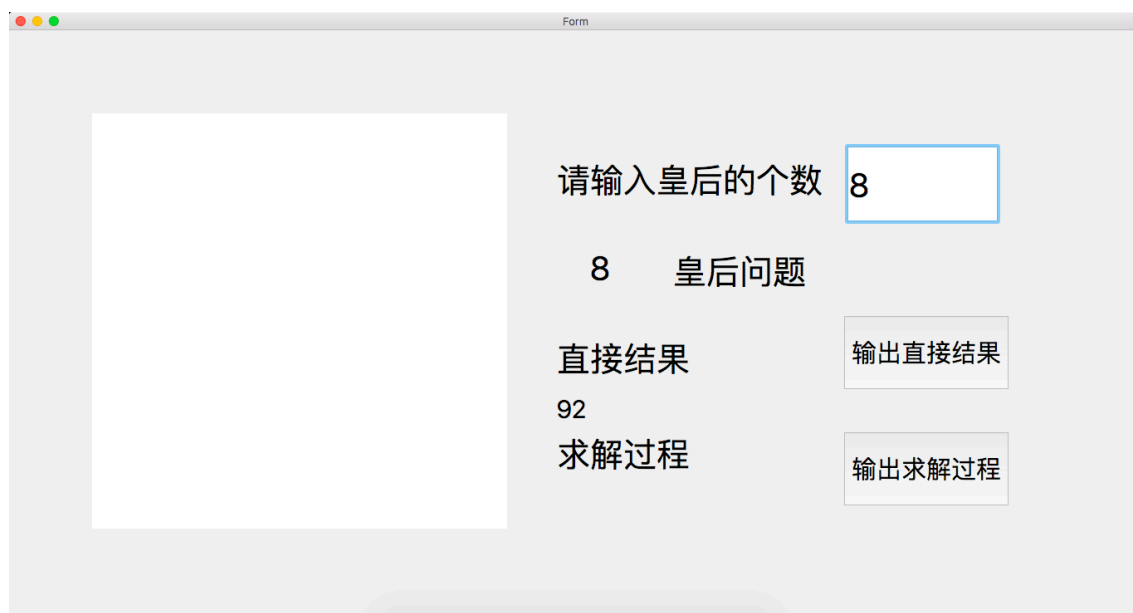 Form
请输入皇后的个数 8
8 皇后问题
直接结果 输出直接结果
92
求解过程 输出求解过程